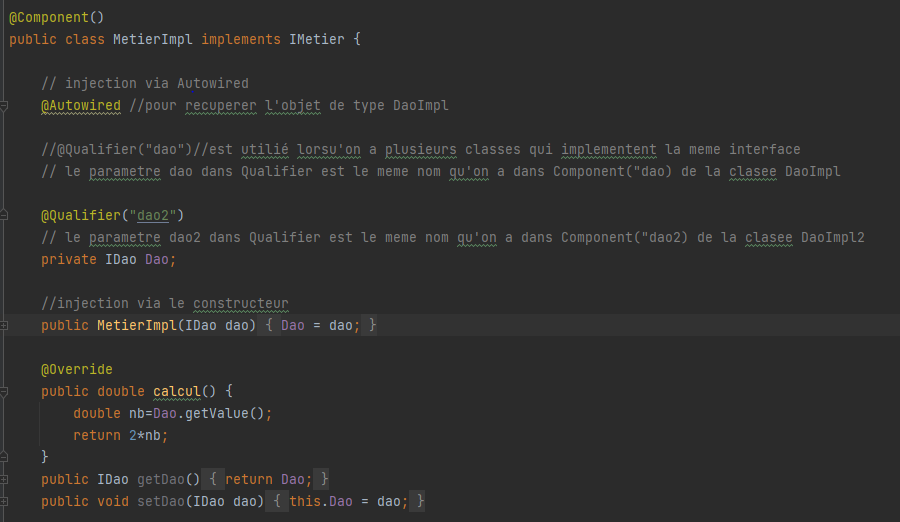 @Component()
public class MetierImpl implements IMetier {
// injection via Autowired
@Autowired //pour recuperer l'objet de type DaoImpl
//@Qualifier("dao")//est utilié lorsu'on a plusieurs classes qui implementent la meme interface
// le parametre dao dans Qualifier est le meme nom qu'on a dans Component("dao) de la clasee DaoImpl
@Qualifier("dao2")
// le parametre dao2 dans Qualifier est le meme nom qu'on a dans Component("dao2) de la clasee DaoImpl2
private IDao Dao;
//injection via le constructeur
public MetierImpl(IDao dao) { Dao = dao; }
@Override
public double calcul() {
double nb=Dao.getValue();
return 2*nb;
}
public IDao getDao() { return Dao; }
public void setDao(IDao dao) { this.Dao = dao; }